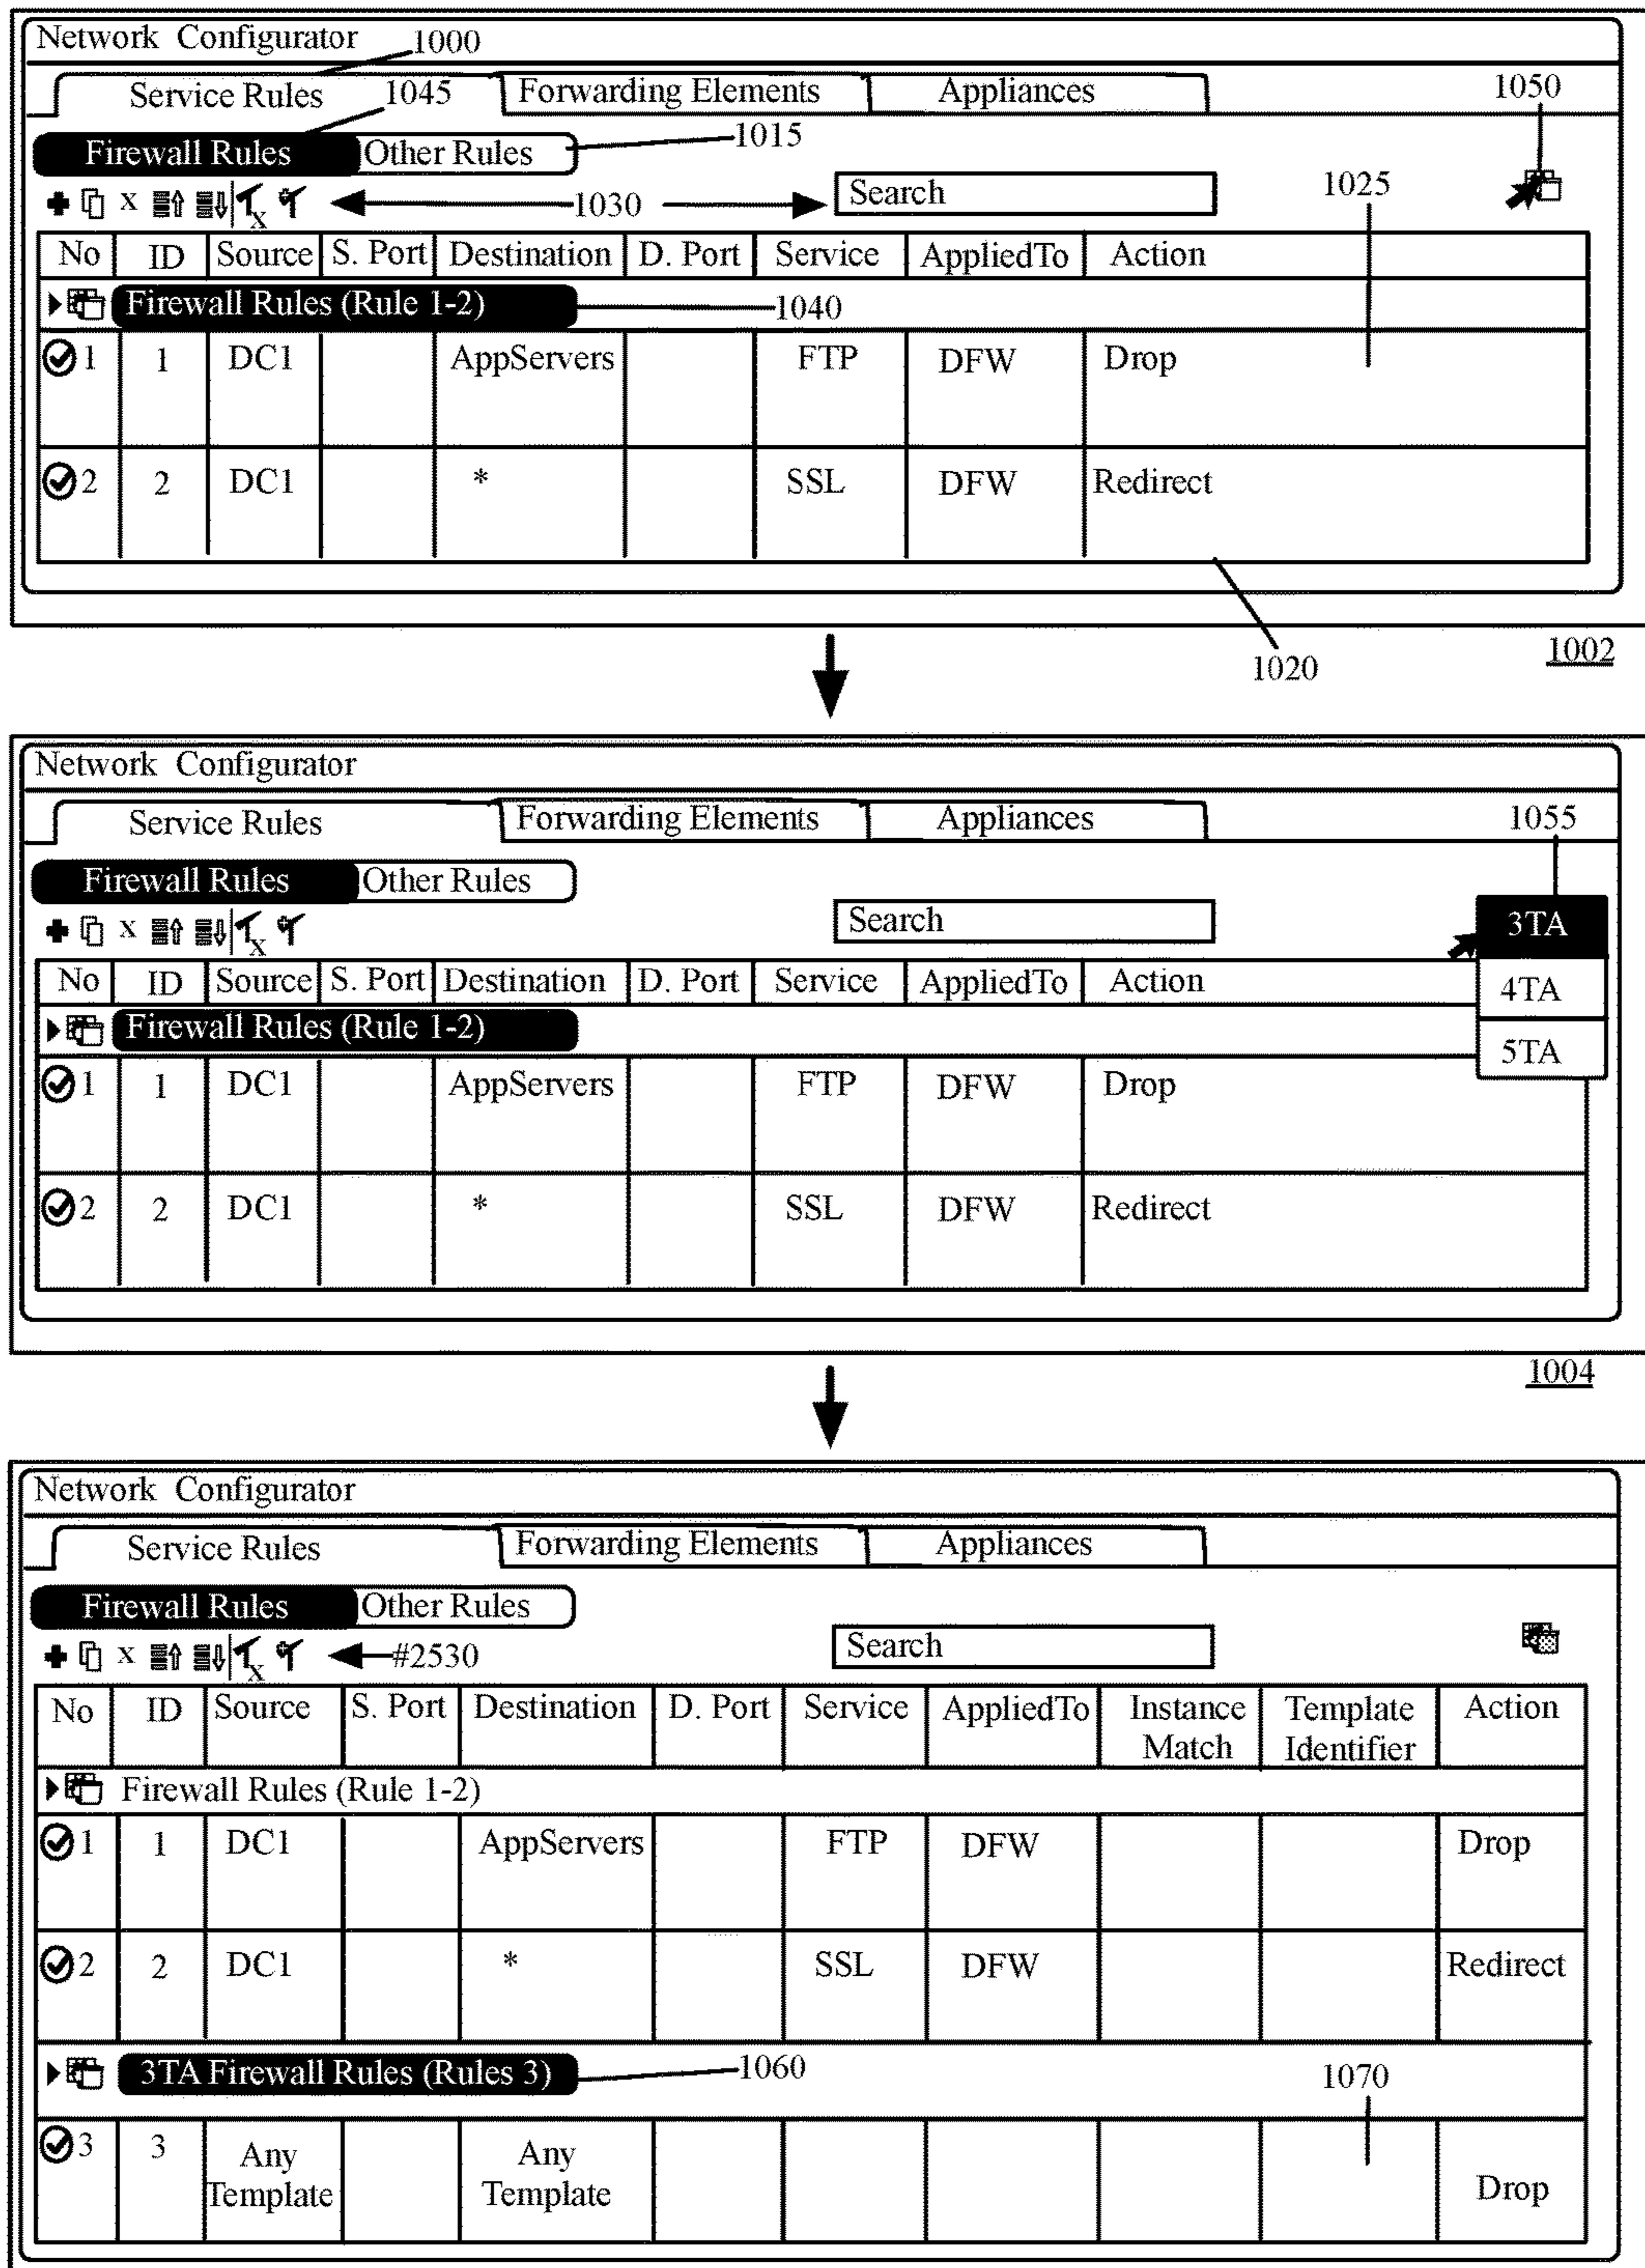 Network Configurator
1000
Service Rules 1045 Forwarding Elements Appliances 1050
Firewall Rules Other Rules 1015
x x 1030 Search 1025
No ID Source S. Port Destination D. Port Service AppliedTo Action
Firewall Rules (Rule 1-2) 1040
1 1 DC1 AppServers FTP DFW Drop
2 2 DC1 * SSL DFW Redirect
1020 1002
Network Configurator
Service Rules Forwarding Elements Appliances 1055
Firewall Rules Other Rules
x x Search 3TA
No ID Source S. Port Destination D. Port Service AppliedTo Action 4TA
Firewall Rules (Rule 1-2) 5TA
1 1 DC1 AppServers FTP DFW Drop
2 2 DC1 * SSL DFW Redirect
1004
Network Configurator
Service Rules Forwarding Elements Appliances
Firewall Rules Other Rules
x x #2530 Search
No ID Source S. Port Destination D. Port Service AppliedTo Instance Template Action
Match Identifier
Firewall Rules (Rule 1-2)
1 1 DC1 AppServers FTP DFW Drop
2 2 DC1 * SSL DFW Redirect
3TA Firewall Rules (Rules 3) 1060 1070
3 3 Any Any
Template Template Drop